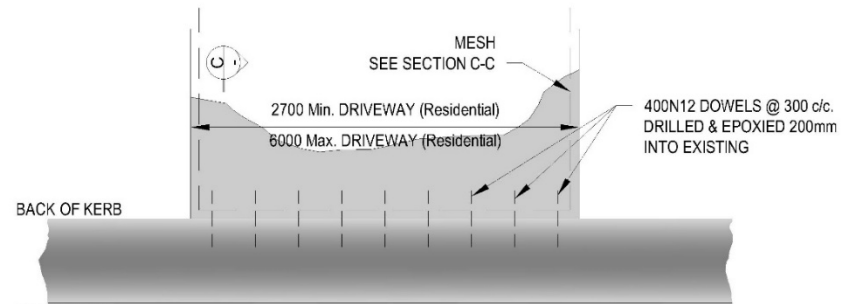 MESH
SEE SECTION C-C
C
-
2700 Min. DRIVEWAY (Residential)
6000 Max. DRIVEWAY (Residential)
400N12 DOWELS @ 300 c/c.
DRILLED & EPOXIED 200mm
INTO EXISTING
BACK OF KERB